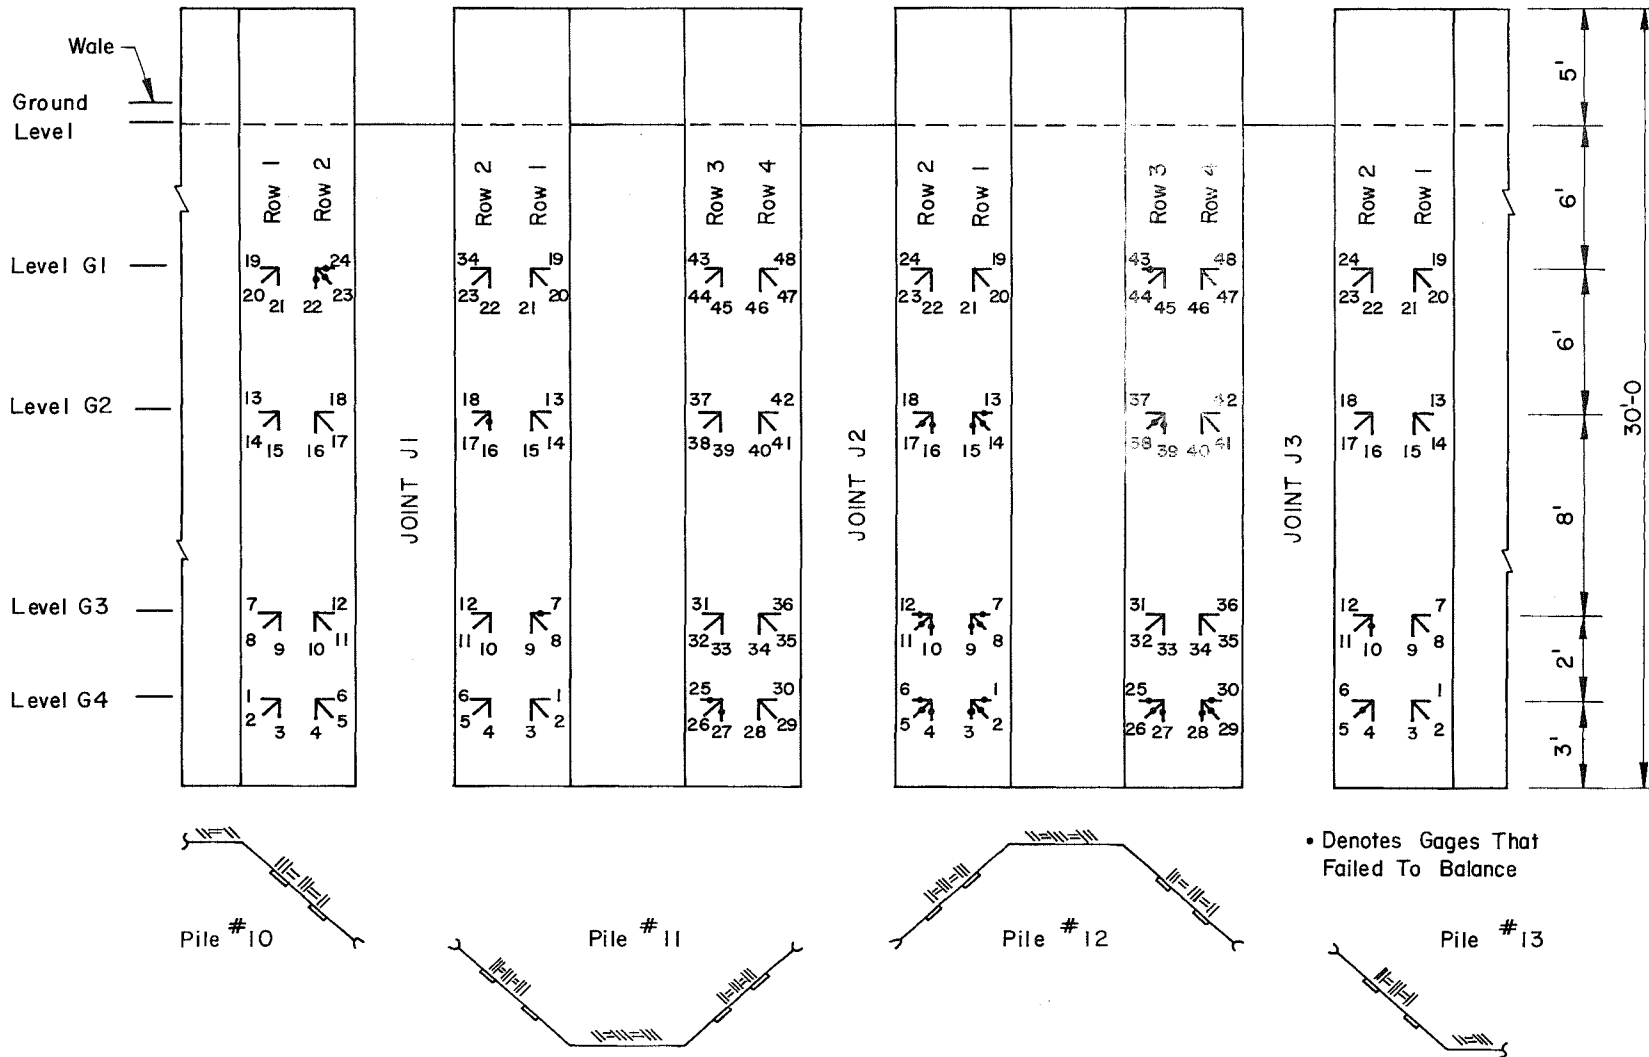 Wale
Ground
Level
5'
Row 1 Row 2 Row 2 Row 1 Row 3 Row 4 Row 2 Row 1 Row 3 Row 4 Row 2 Row 1
6'
Level G1
19 24 34 19 43 48 24 19 43 48 24 19
20 21 22 23 23 22 21 20 44 45 46 47 23 22 21 20 44 45 46 47 23 22 21 20
6'
30'-0
Level G2
13 18 18 13 37 42 18 13 37 42 18 13
14 15 16 17 17 16 15 14 38 39 40 41 17 16 15 14 38 39 40 41 17 16 15 14
JOINT J1 JOINT J2 JOINT J3
8'
Level G3
7 12 12 7 31 36 12 7 31 36 12 7
8 9 10 11 11 10 9 8 32 33 34 35 11 10 9 8 32 33 34 35 11 10 9 8
2'
Level G4
1 6 6 1 25 30 6 1 25 30 6 1
2 3 4 5 5 4 3 2 26 27 28 29 5 4 3 2 26 27 28 29 5 4 3 2
3'
• Denotes Gages That
Failed To Balance
Pile #10 Pile #11 Pile #12 Pile #13